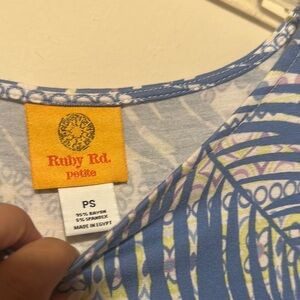 Ruby Rd.
petite
PS
95% RAYON
5% SPANDEX
MADE IN EGYPT